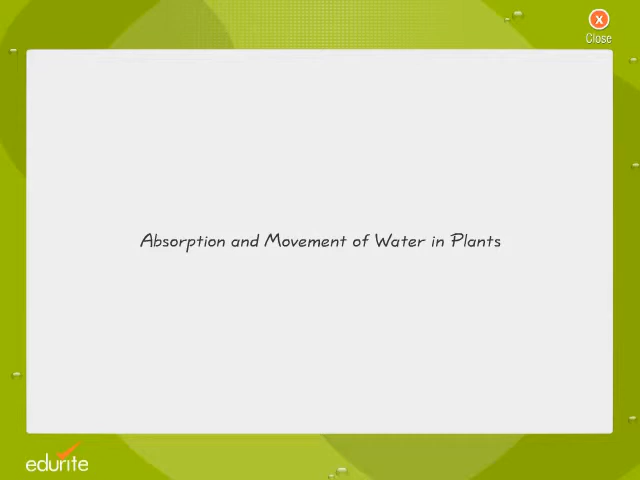 Close
Absorption and Movement of Water in Plants
edurite